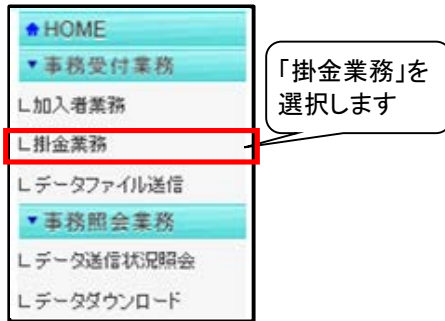 HOME
▼事務受付業務
L加入者業務
L掛金業務
Lデータファイル送信
▼事務照会業務
Lデータ送信状況照会
Lデータダウンロード
「掛金業務」を
選択します